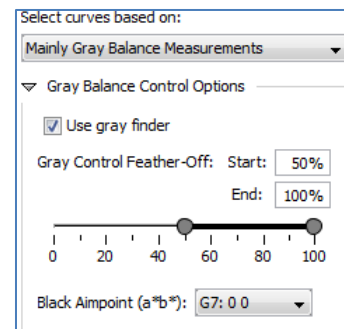 Select curves based on:
Mainly Gray Balance Measurements
Gray Balance Control Options
Use gray finder
Gray Control Feather-Off: Start: 50%
End: 100%
0 20 40 60 80 100
Black Aimpoint (a*b*): G7: 0 0